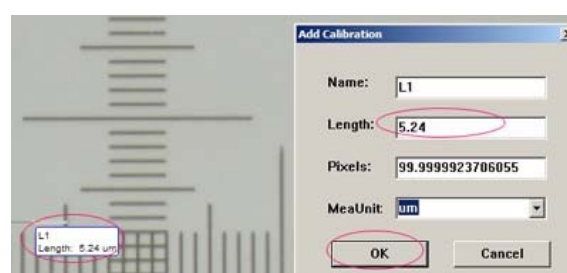 Add Calibration
Name: L1
Length: 5.24
Pixels: 99.9999923706055
MeaUnit: um
OK Cancel
L1
Length: 5.24 um